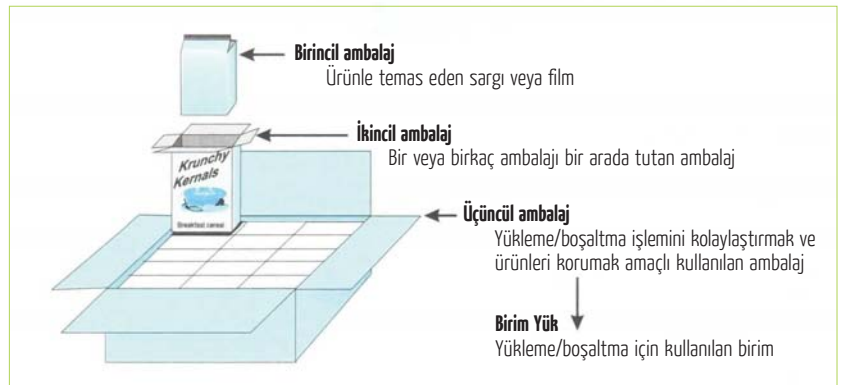 Birincil ambalaj
Ürünle temas eden sargı veya film
İkincil ambalaj
Bir veya birkaç ambalajı bir arada tutan ambalaj
Krunchy
Kernals
Breakfast cereal
Üçüncül ambalaj
Yükleme/boşaltma işlemini kolaylaştırmak ve
ürünleri korumak amaçlı kullanılan ambalaj
Birim Yük
Yükleme/boşaltma için kullanılan birim